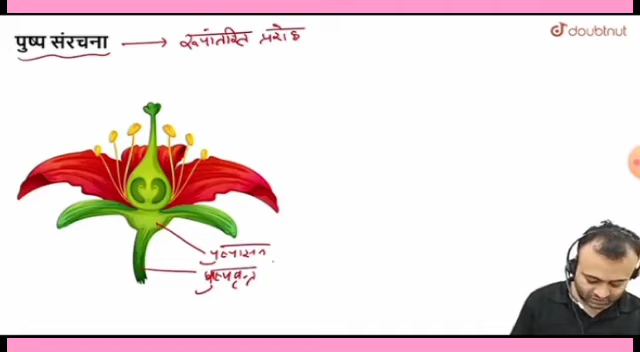 पुष्प संरचना → रूपांतरित प्ररोह
doubtnut
पुष्पासन
पुष्पवृन्त